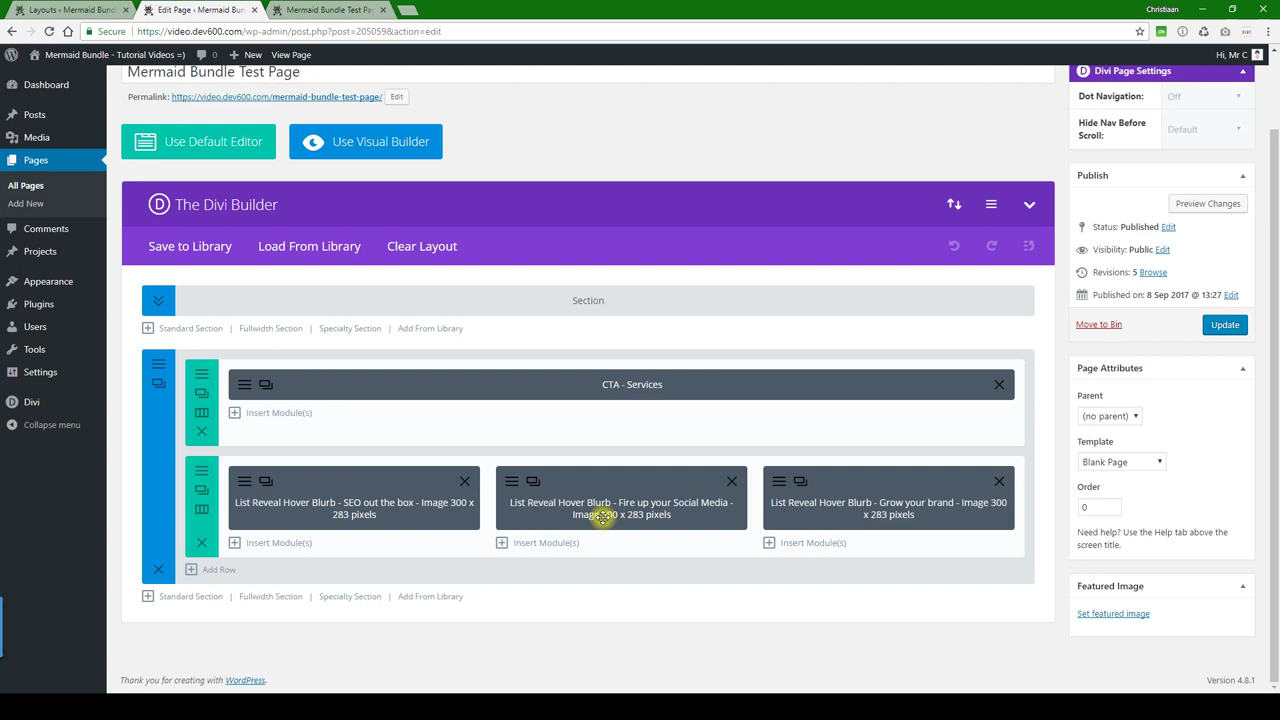 Layouts ‹ Mermaid Bund
Edit Page ‹ Mermaid Bun
Mermaid Bundle Test Pag
Christiaan
Secure
https://video.dev600.com/wp-admin/post.php?post=205059&action=edit
Mermaid Bundle - Tutorial Videos =)
0
New
View Page
Hi, Mr C
Dashboard
Posts
Media
Pages
All Pages
Add New
Comments
Projects
Appearance
Plugins
Users
Tools
Settings
Divi
Collapse menu
Mermaid Bundle Test Page
Permalink: https://video.dev600.com/mermaid-bundle-test-page/ Edit
Use Default Editor
Use Visual Builder
D The Divi Builder
Save to Library
Load From Library
Clear Layout
Section
Standard Section | Fullwidth Section | Specialty Section | Add From Library
CTA - Services
Insert Module(s)
List Reveal Hover Blurb - SEO out the box - Image 300 x
283 pixels
Insert Module(s)
List Reveal Hover Blurb - Fire up your Social Media -
Image 300 x 283 pixels
Insert Module(s)
List Reveal Hover Blurb - Grow your brand - Image 300
x 283 pixels
Insert Module(s)
Add Row
Standard Section | Fullwidth Section | Specialty Section | Add From Library
Thank you for creating with WordPress.
D Divi Page Settings
Dot Navigation: Off
Hide Nav Before
Scroll:
Default
Publish
Preview Changes
Status: Published Edit
Visibility: Public Edit
Revisions: 5 Browse
Published on: 8 Sep 2017 @ 13:27 Edit
Move to Bin
Update
Page Attributes
Parent
(no parent)
Template
Blank Page
Order
0
Need help? Use the Help tab above the
screen title.
Featured Image
Set featured image
Version 4.8.1